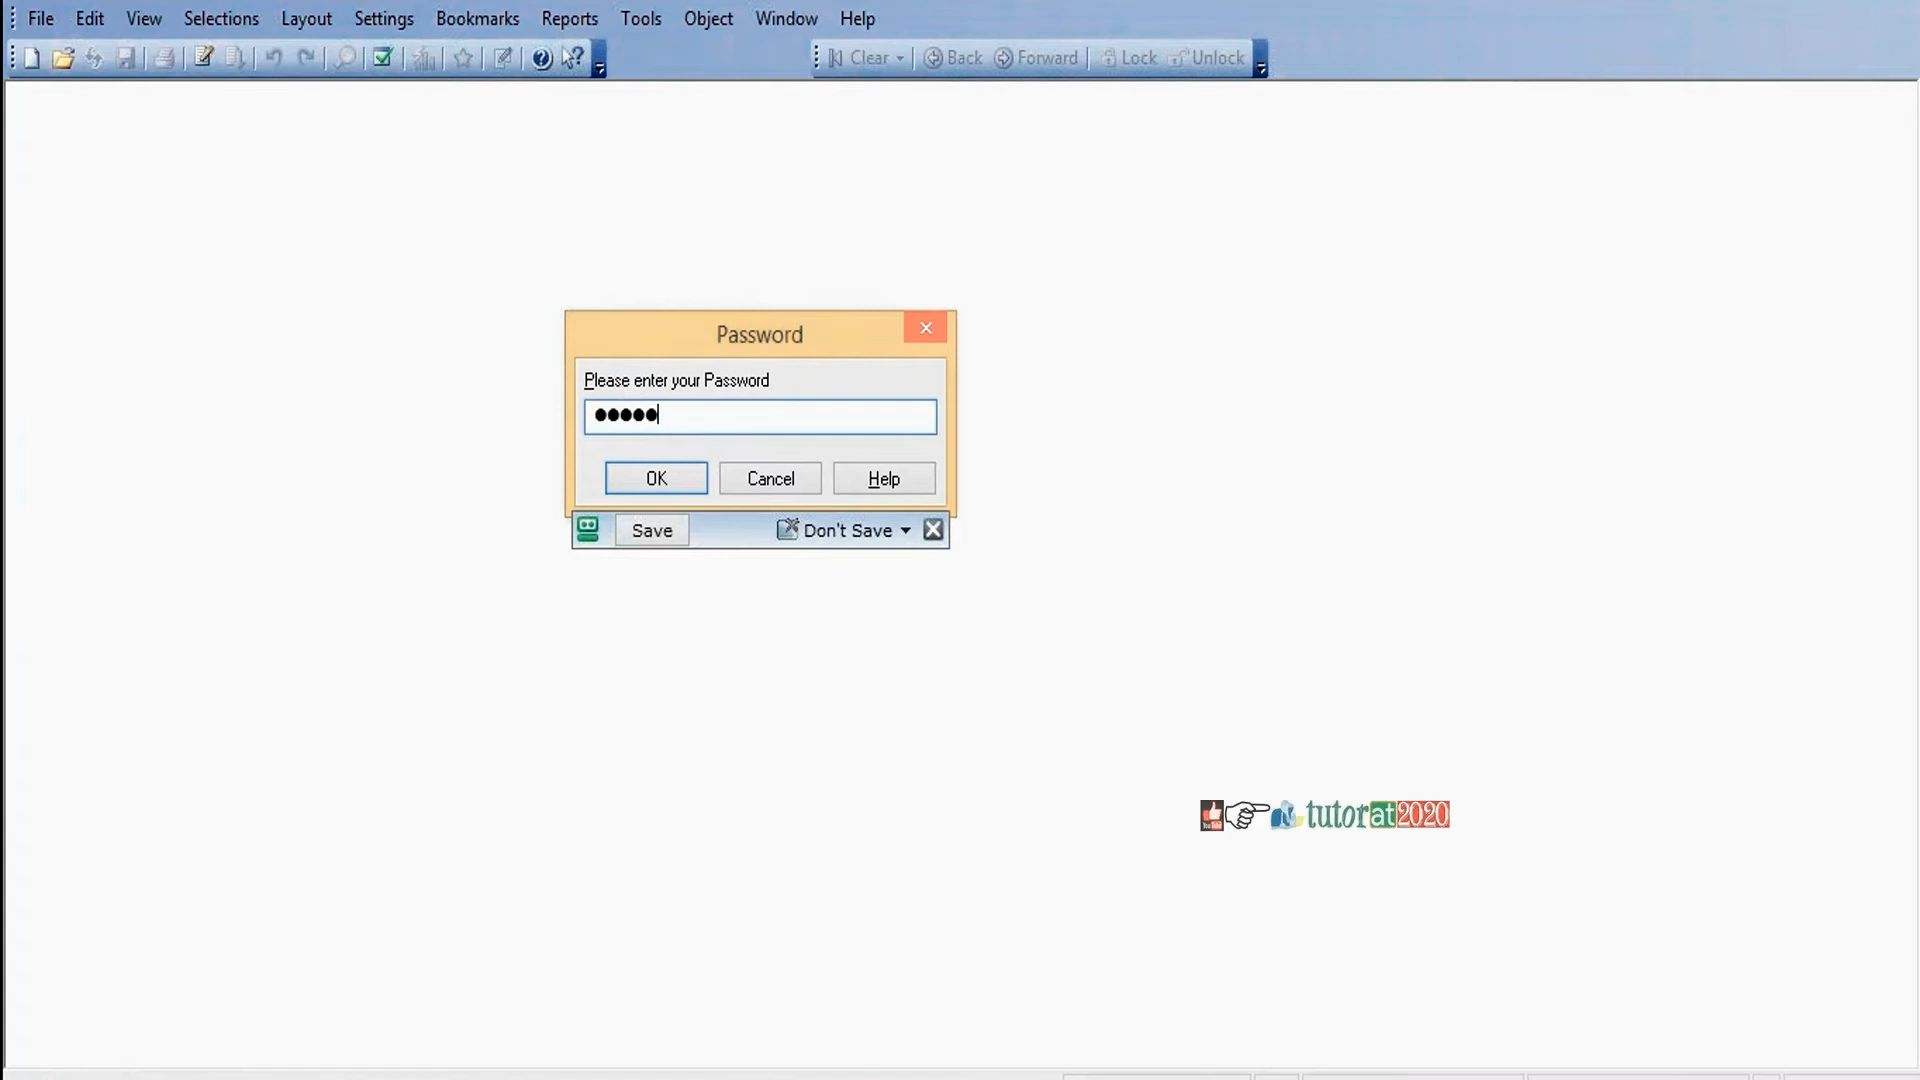 File Edit View Selections Layout Settings Bookmarks Reports Tools Object Window Help
Clear Back Forward Lock Unlock
Password
Please enter your Password
OK Cancel Help
Save Don't Save
tutorat2020